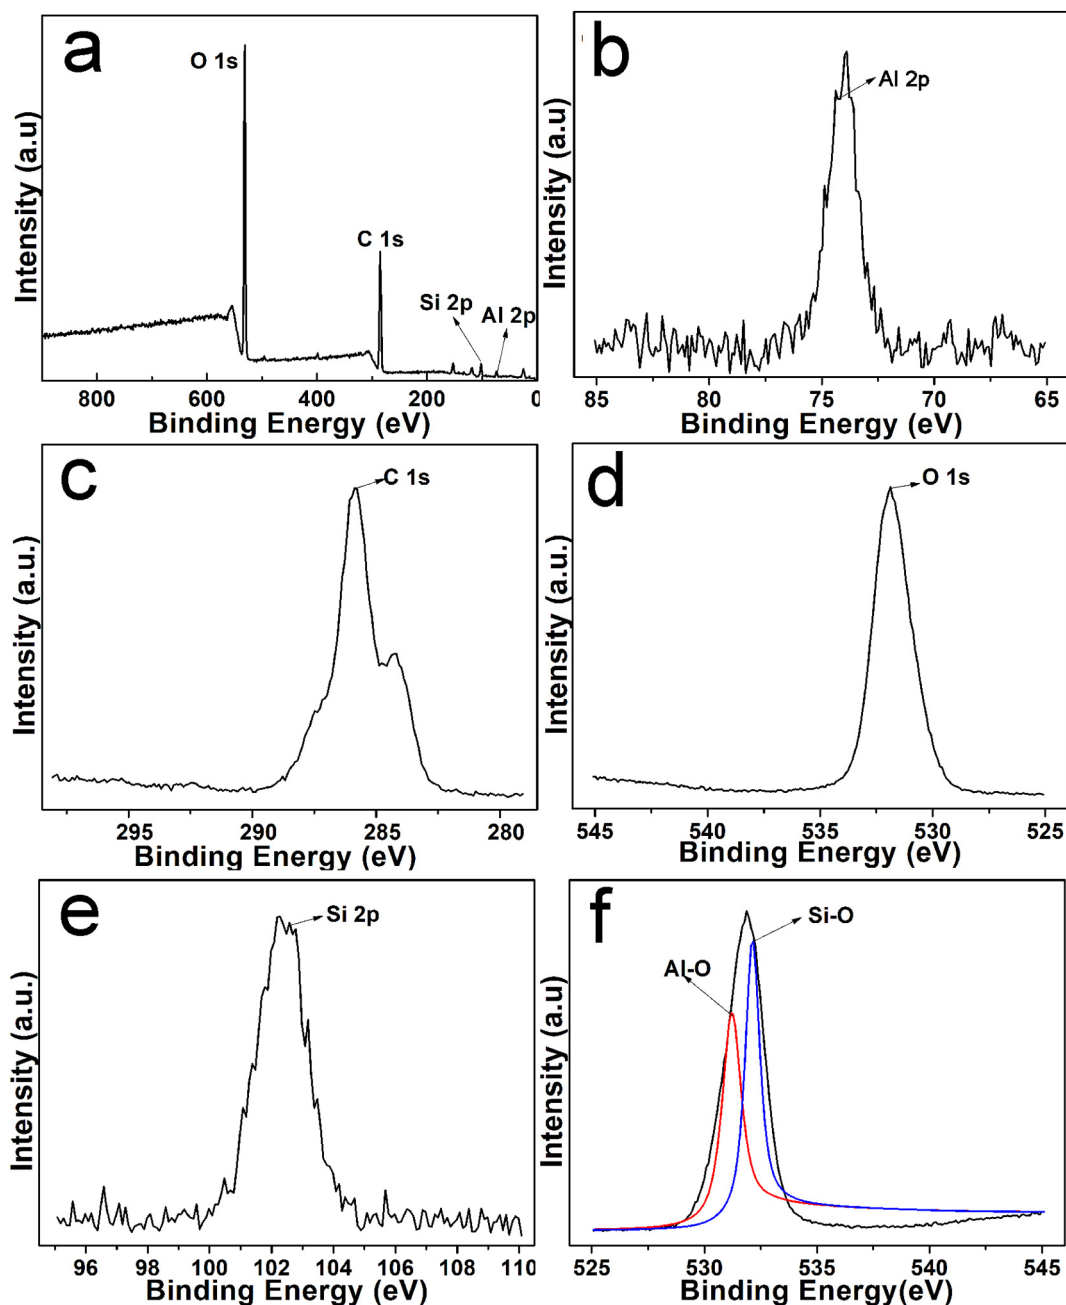 a
O 1s
C 1s
Si 2p
Al 2p
Intensity (a.u)
800 600 400 200 0
Binding Energy (eV)
b
Al 2p
Intensity (a.u)
85 80 75 70 65
Binding Energy (eV)
c
C 1s
Intensity (a.u.)
295 290 285 280
Binding Energy (eV)
d
O 1s
Intensity (a.u.)
545 540 535 530 525
Binding Energy (eV)
e
Si 2p
Intensity (a.u.)
96 98 100 102 104 106 108 110
Binding Energy (eV)
f
Si-O
Al-O
Intensity (a.u)
525 530 535 540 545
Binding Energy(eV)